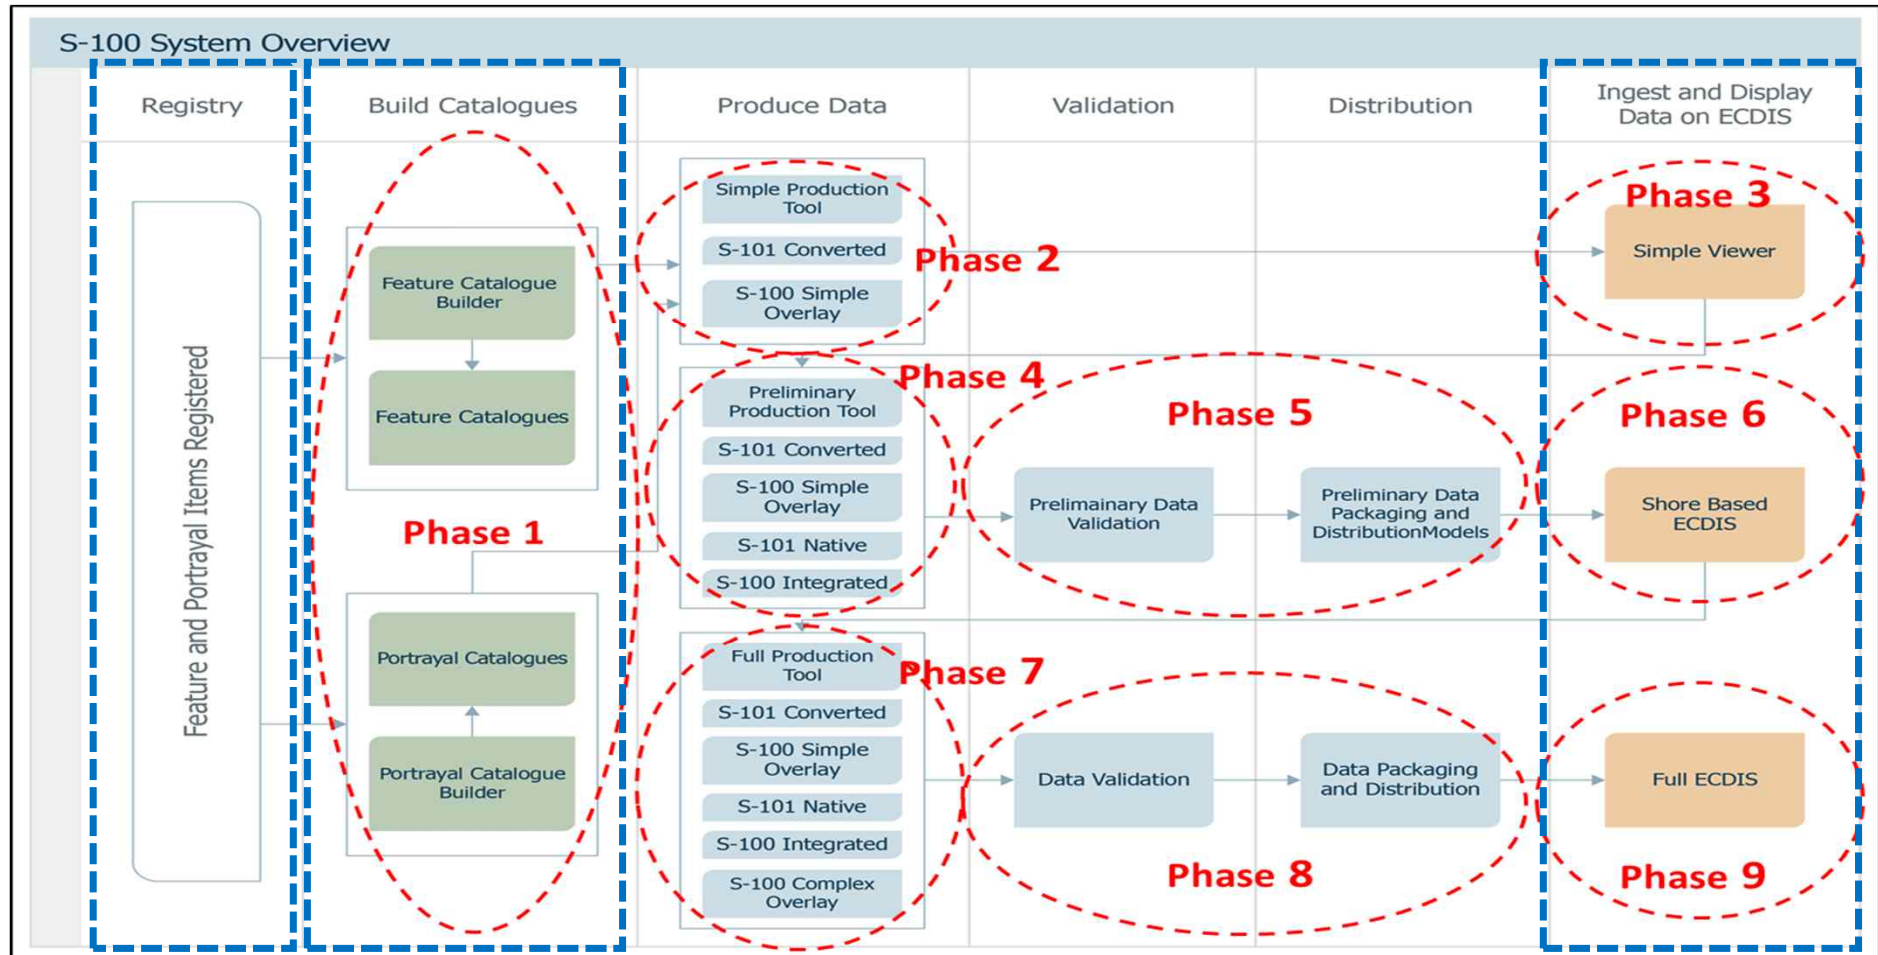 S-100 System Overview
Registry
Build Catalogues
Produce Data
Validation
Distribution
Ingest and Display
Data on ECDIS
Feature and Portrayal Items Registered
Feature Catalogue
Builder
Feature Catalogues
Phase 1
Portrayal Catalogues
Portrayal Catalogue
Builder
Simple Production
Tool
S-101 Converted
S-100 Simple
Overlay
Phase 2
Phase 3
Simple Viewer
Preliminary
Production Tool
S-101 Converted
S-100 Simple
Overlay
S-101 Native
S-100 Integrated
Phase 4
Phase 5
Prelimainary Data
Validation
Preliminary Data
Packaging and
DistributionModels
Phase 6
Shore Based
ECDIS
Full Production
Tool
S-101 Converted
S-100 Simple
Overlay
S-101 Native
S-100 Integrated
S-100 Complex
Overlay
Phase 7
Data Validation
Data Packaging
and Distribution
Phase 8
Full ECDIS
Phase 9